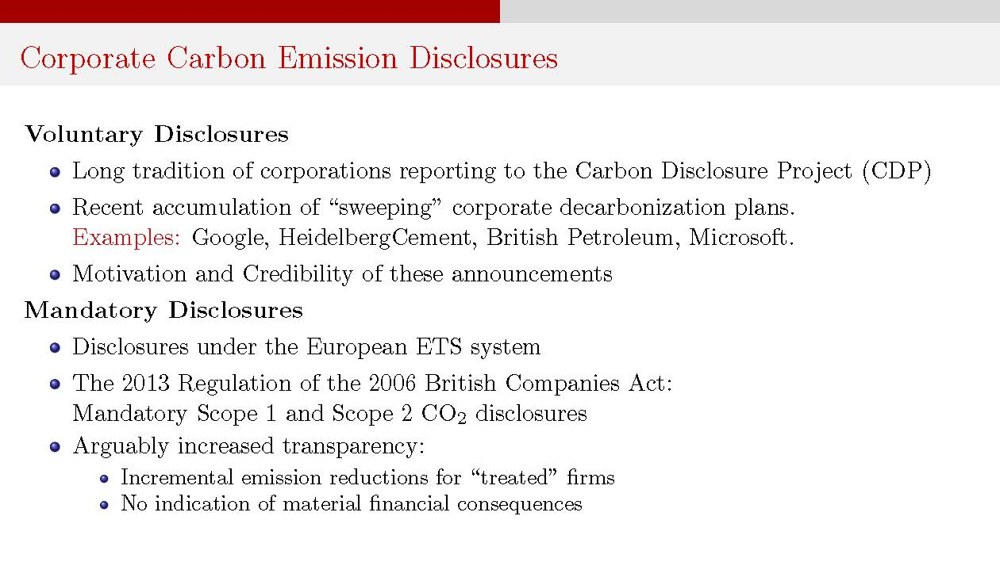 Corporate Carbon Emission Disclosures
Voluntary Disclosures
Long tradition of corporations reporting to the Carbon Disclosure Project (CDP)
Recent accumulation of “sweeping” corporate decarbonization plans.
Examples: Google, HeidelbergCement, British Petroleum, Microsoft.
Motivation and Credibility of these announcements
Mandatory Disclosures
Disclosures under the European ETS system
The 2013 Regulation of the 2006 British Companies Act:
Mandatory Scope 1 and Scope 2 CO₂ disclosures
Arguably increased transparency:
Incremental emission reductions for “treated” firms
No indication of material financial consequences